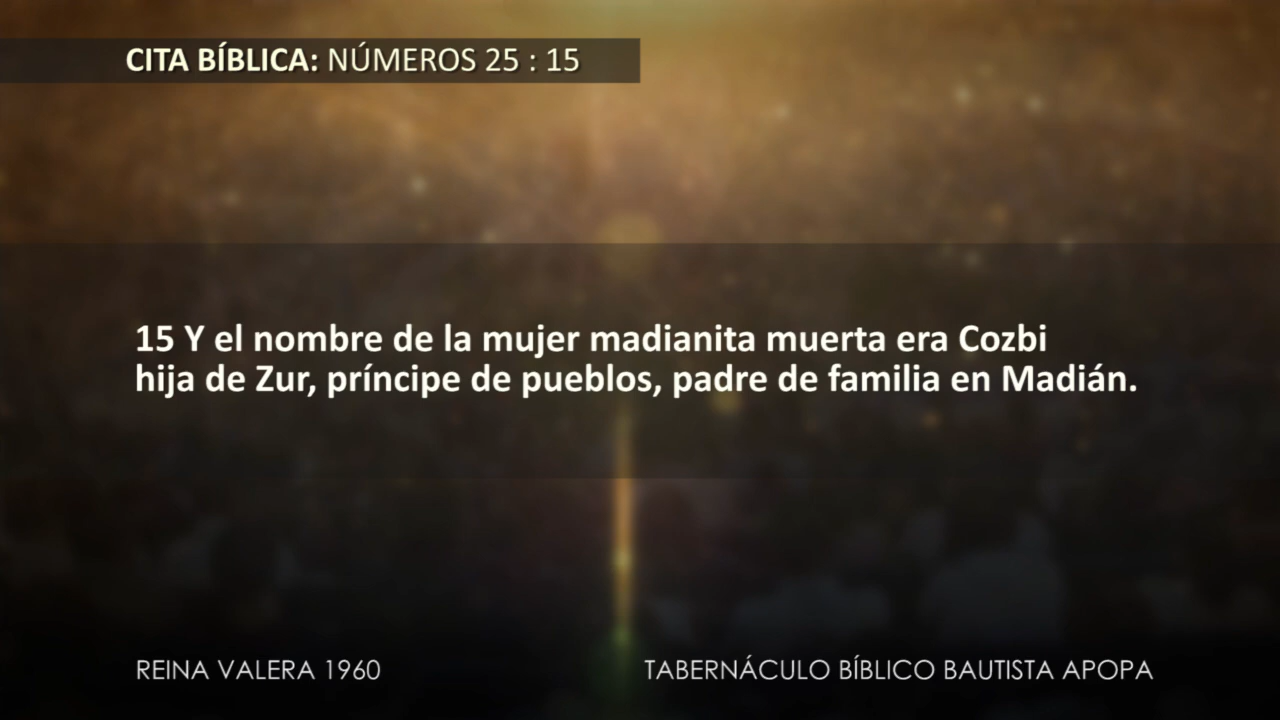 CITA BÍBLICA: NÚMEROS 25 : 15
15 Y el nombre de la mujer madianita muerta era Cozbi
hija de Zur, príncipe de pueblos, padre de familia en Madián.
REINA VALERA 1960
TABERNÁCULO BÍBLICO BAUTISTA APOPA